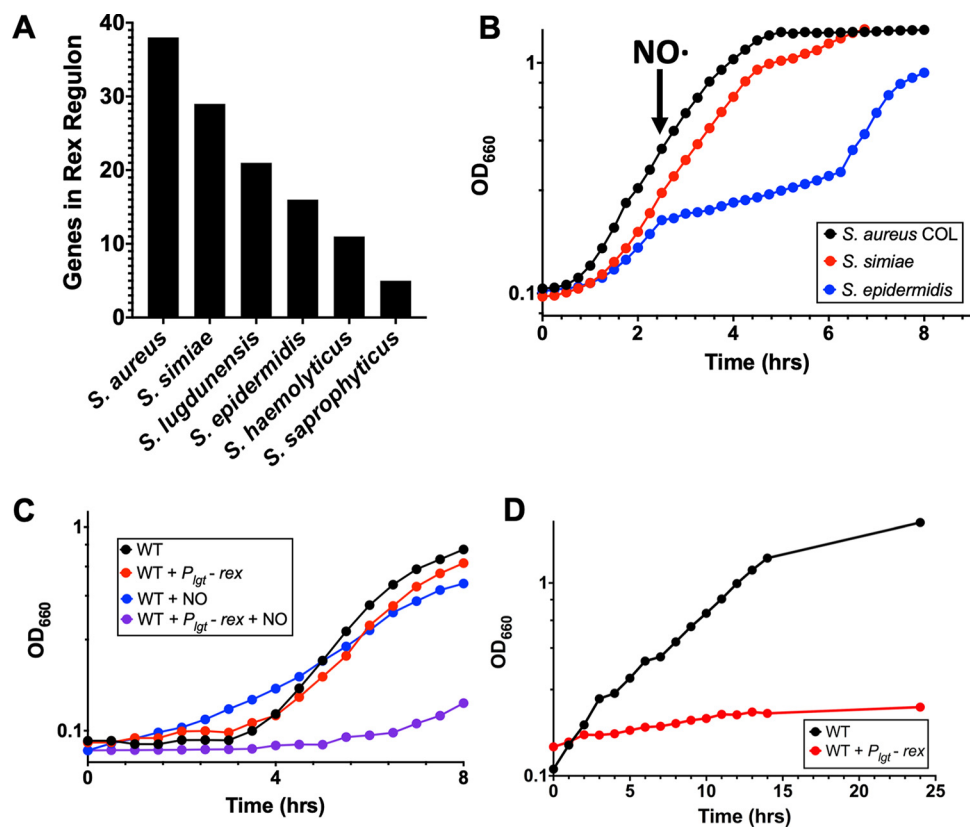 A
Genes in Rex Regulon
40
30
20
10
0
S. aureus
S. simiae
S. lugdunensis
S. epidermidis
S. haemolyticus
S. saprophyticus
B
NO·
OD660
1
0.1
0
2
4
6
8
Time (hrs)
S. aureus COL
S. simiae
S. epidermidis
C
OD660
1
0.1
0
4
8
Time (hrs)
WT
WT + Plgt - rex
WT + NO
WT + Plgt - rex + NO
D
OD660
1
0.1
0
5
10
15
20
25
Time (hrs)
WT
WT + Plgt - rex